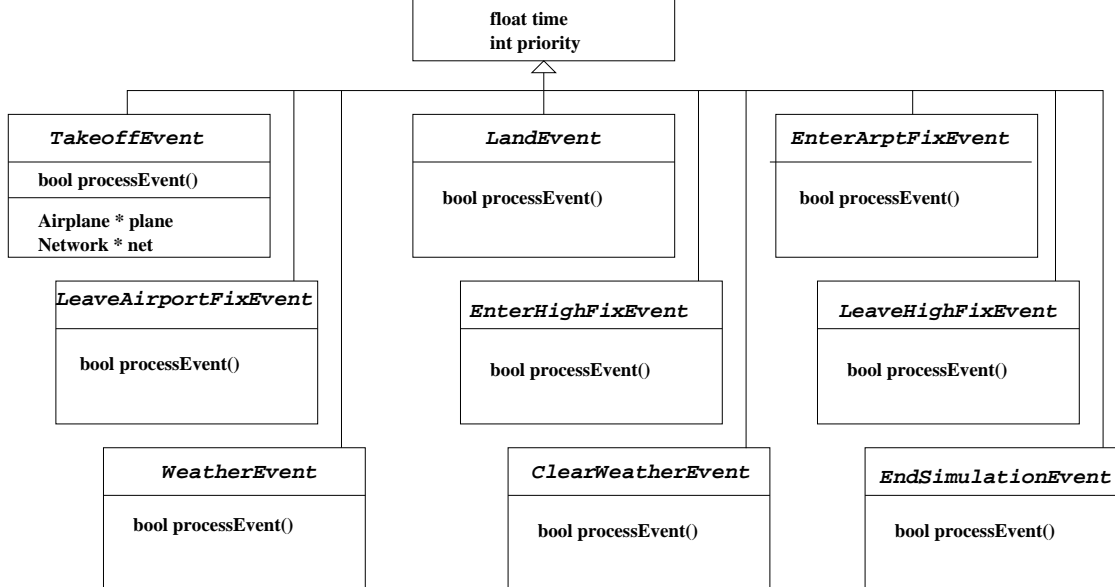 float time
int priority
TakeoffEvent
bool processEvent()
Airplane * plane
Network * net
LandEvent
bool processEvent()
EnterArptFixEvent
bool processEvent()
LeaveAirportFixEvent
bool processEvent()
EnterHighFixEvent
bool processEvent()
LeaveHighFixEvent
bool processEvent()
WeatherEvent
bool processEvent()
ClearWeatherEvent
bool processEvent()
EndSimulationEvent
bool processEvent()